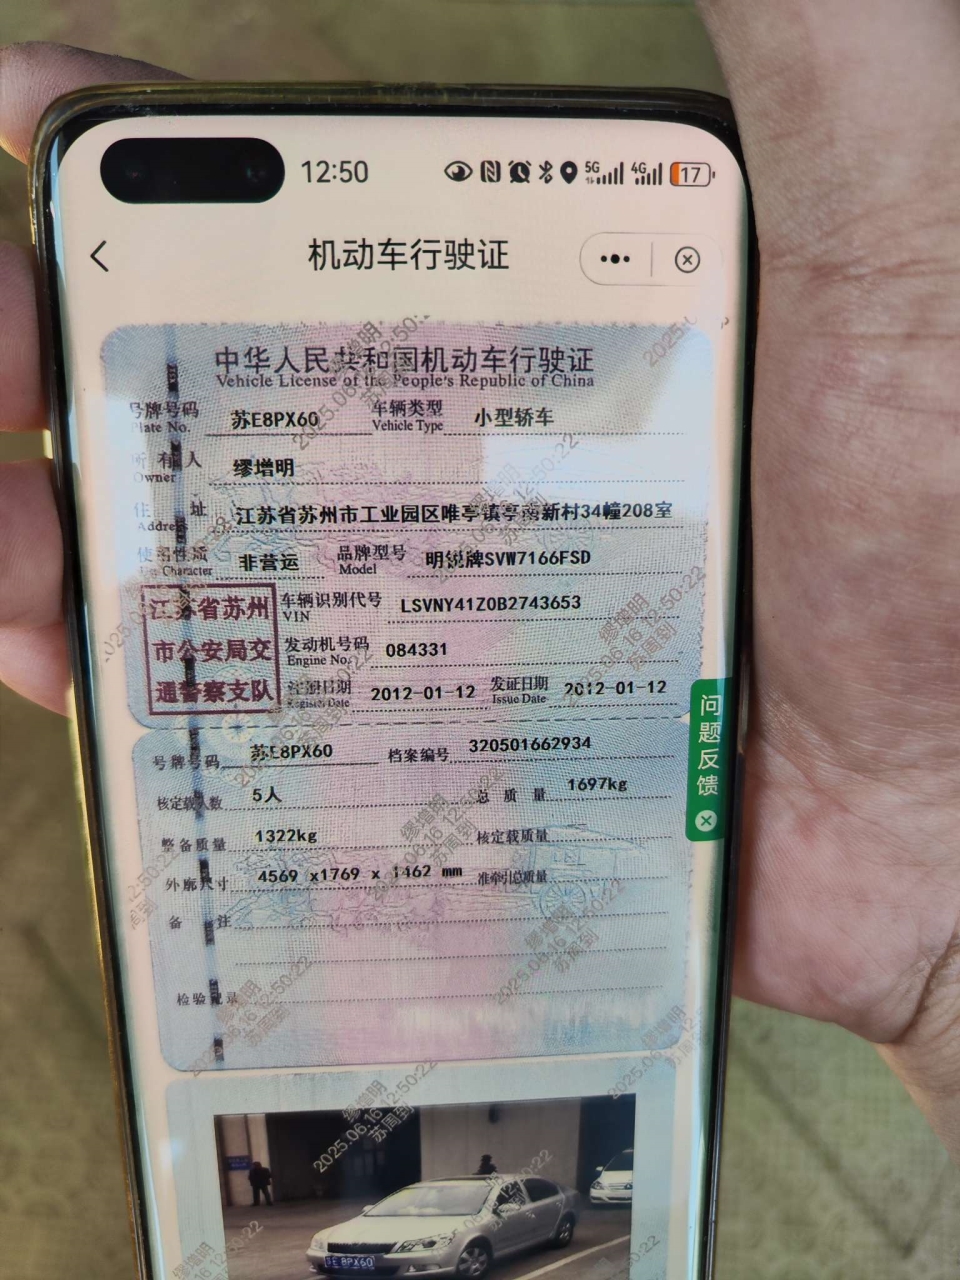 12:50
5G
4G
17
机动车行驶证
中华人民共和国机动车行驶证
Vehicle License of the People's Republic of China
号牌号码 苏E8PX60 车辆类型 小型轿车
Plate No. Vehicle Type
所有人 缪增明
Owner
住址 江苏省苏州市工业园区唯亭镇亭南新村34幢208室
Address
使用性质 非营运 品牌型号 明锐牌SVW7166FSD
Use Character Model
江苏省苏州
市公安局交
通警察支队
车辆识别代号 LSVNY41Z0B2743653
VIN
发动机号码 084331
Engine No.
注册日期 2012-01-12 发证日期 2012-01-12
Register Date Issue Date
号牌号码 苏E8PX60 档案编号 320501662934
核定载人数 5人 总质量 1697kg
整备质量 1322kg 核定载质量
外廓尺寸 4569 x1769 x 1462 mm 准牵引总质量
备注
检验记录
问题反馈
缪增明
2025.06.16 12:50:22
苏周到
苏E 8PX60